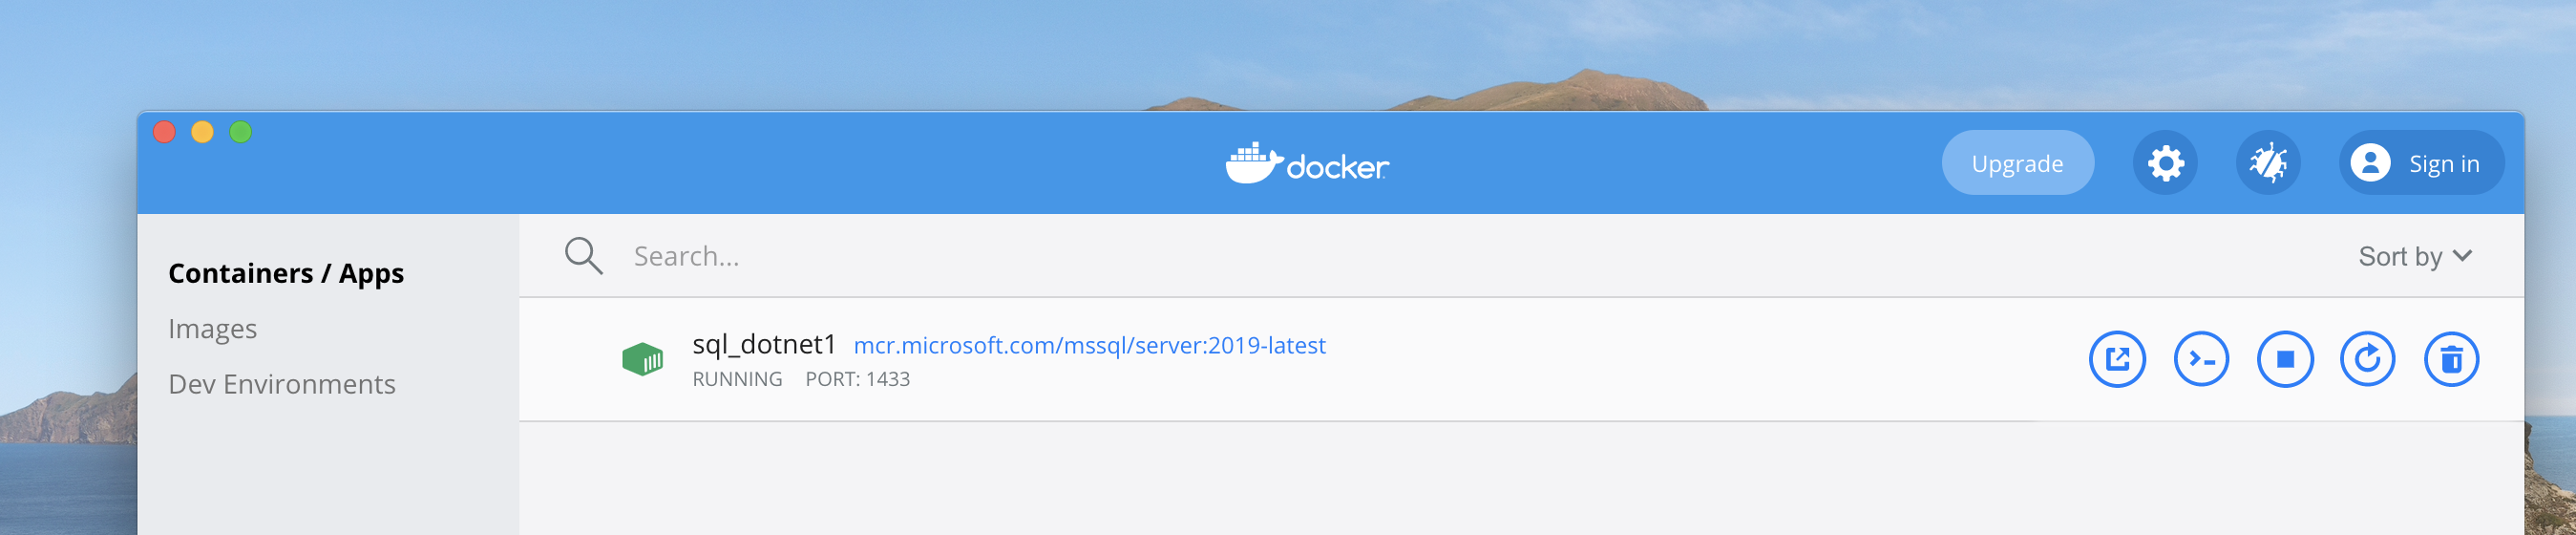 docker
Upgrade
Sign in
Containers / Apps
Images
Dev Environments
Search...
Sort by
sql_dotnet1 mcr.microsoft.com/mssql/server:2019-latest
RUNNING PORT: 1433